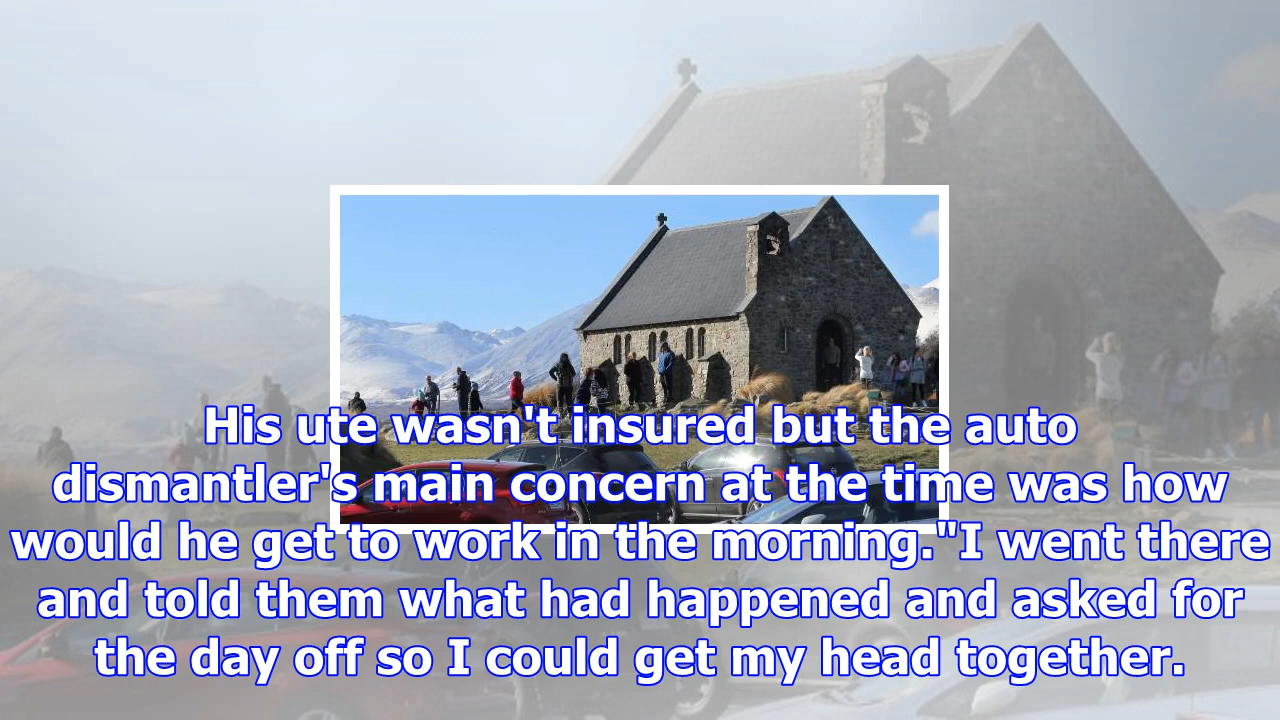 His ute wasn't insured but the auto
dismantler's main concern at the time was how
would he get to work in the morning."I went there
and told them what had happened and asked for
the day off so I could get my head together.